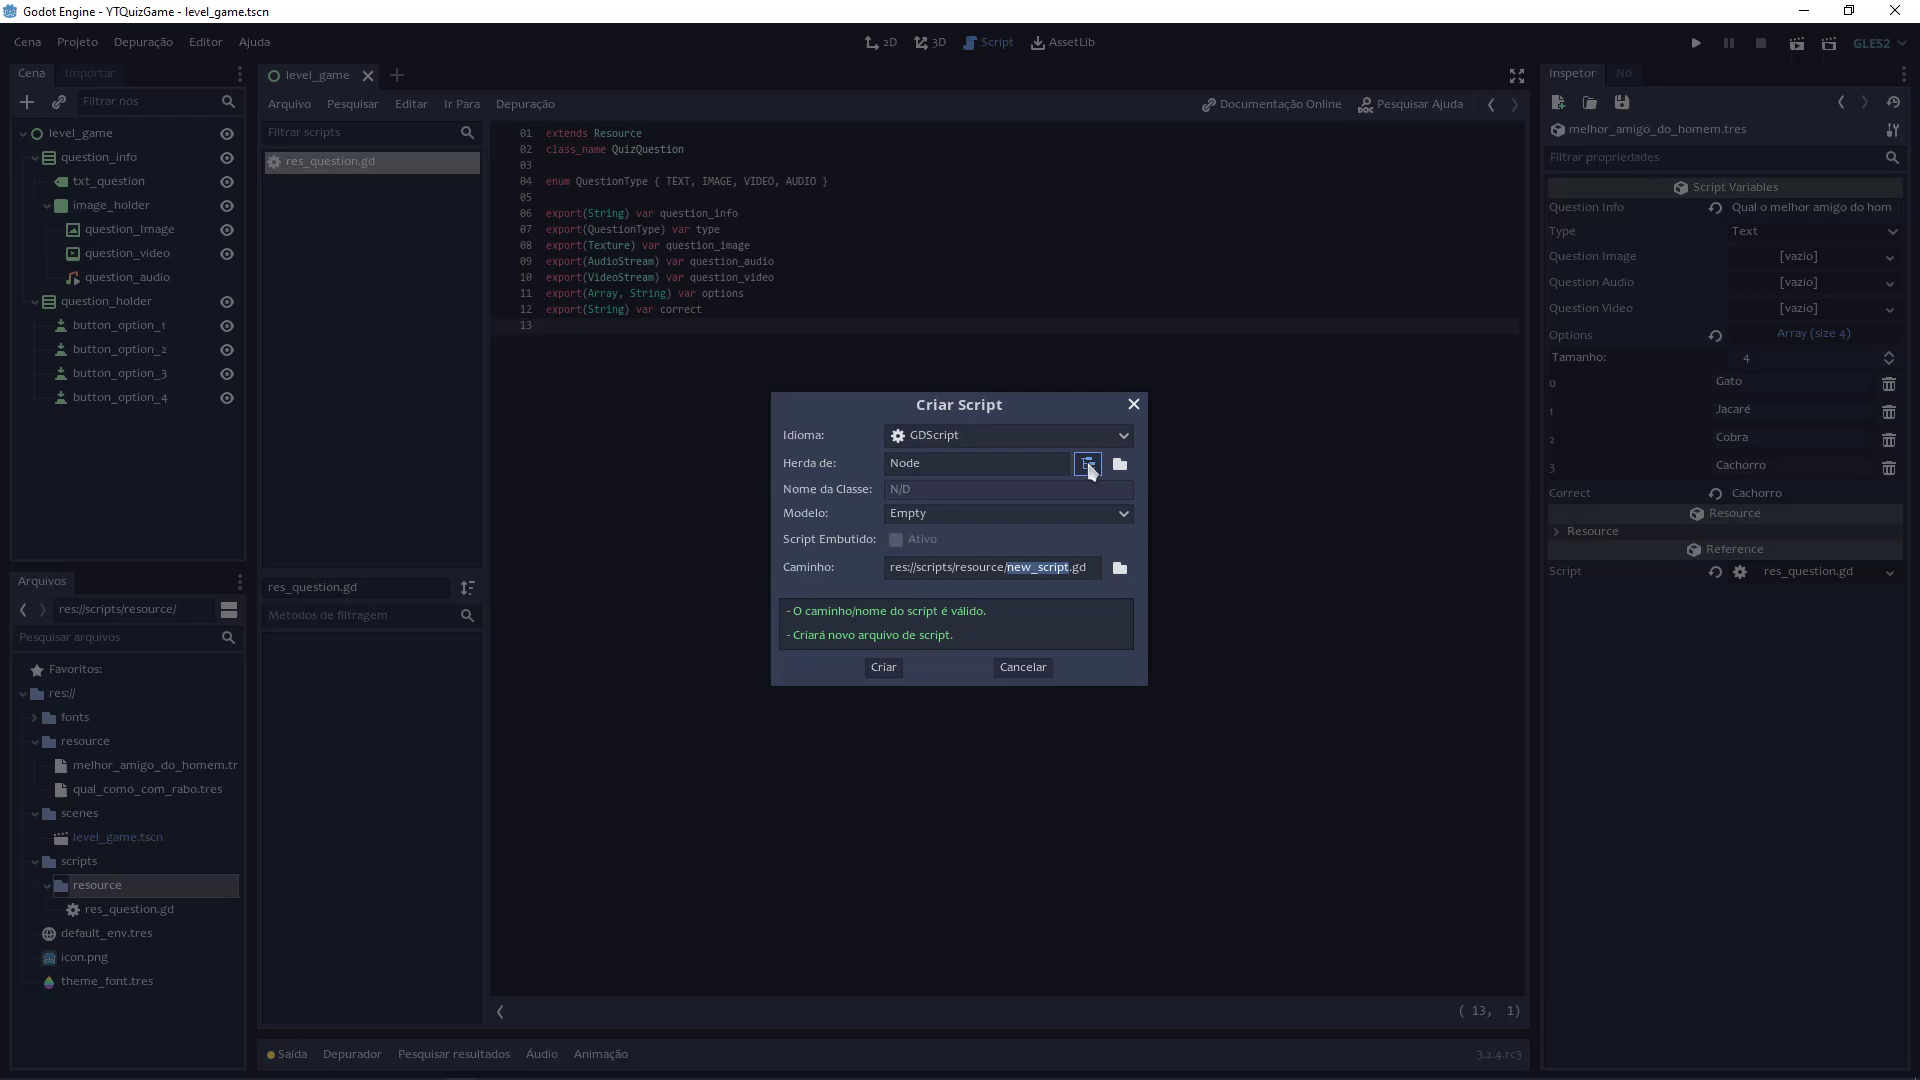 Godot Engine - YTQuizGame - level_game.tscn
Cena Projeto Depuração Editor Ajuda
2D 3D Script AssetLib
GLES2
Cena Importar
Filtrar nós
level_game
question_info
txt_question
image_holder
question_Image
question_video
question_audio
question_holder
button_option_1
button_option_2
button_option_3
button_option_4
Arquivos
res://scripts/resource/
Pesquisar arquivos
Favoritos:
res://
fonts
resource
melhor_amigo_do_homem.tr
qual_como_com_rabo.tres
scenes
level_game.tscn
scripts
resource
res_question.gd
default_env.tres
icon.png
theme_font.tres
level_game
Arquivo Pesquisar Editar Ir Para Depuração
Documentação Online Pesquisar Ajuda
Filtrar scripts
res_question.gd
res_question.gd
Métodos de filtragem
01 extends Resource
02 class_name QuizQuestion
03
04 enum QuestionType { TEXT, IMAGE, VIDEO, AUDIO }
05
06 export(String) var question_info
07 export(QuestionType) var type
08 export(Texture) var question_image
09 export(AudioStream) var question_audio
10 export(VideoStream) var question_video
11 export(Array, String) var options
12 export(String) var correct
13
Criar Script
Idioma: GDScript
Herda de: Node
Nome da Classe: N/D
Modelo: Empty
Script Embutido: Ativo
Caminho: res://scripts/resource/new_script.gd
- O caminho/nome do script é válido.
- Criará novo arquivo de script.
Criar Cancelar
( 13, 1)
Saída Depurador Pesquisar resultados Áudio Animação
3.2.4.rc3
Inspetor Nó
melhor_amigo_do_homem.tres
Filtrar propriedades
Script Variables
Question Info Qual o melhor amigo do hom
Type Text
Question Image [vazio]
Question Audio [vazio]
Question Video [vazio]
Options Array (size 4)
Tamanho: 4
0 Gato
1 Jacaré
2 Cobra
3 Cachorro
Correct Cachorro
Resource
Resource
Reference
Script res_question.gd